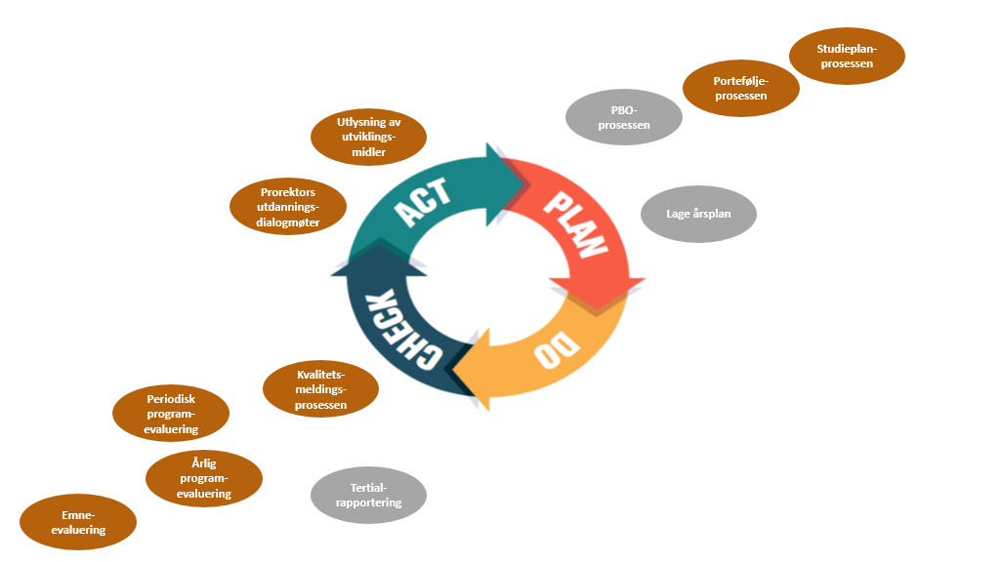 Studieplan-
prosessen
Portefølje-
prosessen
PBO-
prosessen
Utlysning av
utviklings-
midler
Prorektors
utdannings-
dialogmøter
Lage årsplan
ACT
PLAN
DO
CHECK
Kvalitets-
meldings-
prosessen
Periodisk
program-
evaluering
Årlig
program-
evaluering
Tertial-
rapportering
Emne-
evaluering